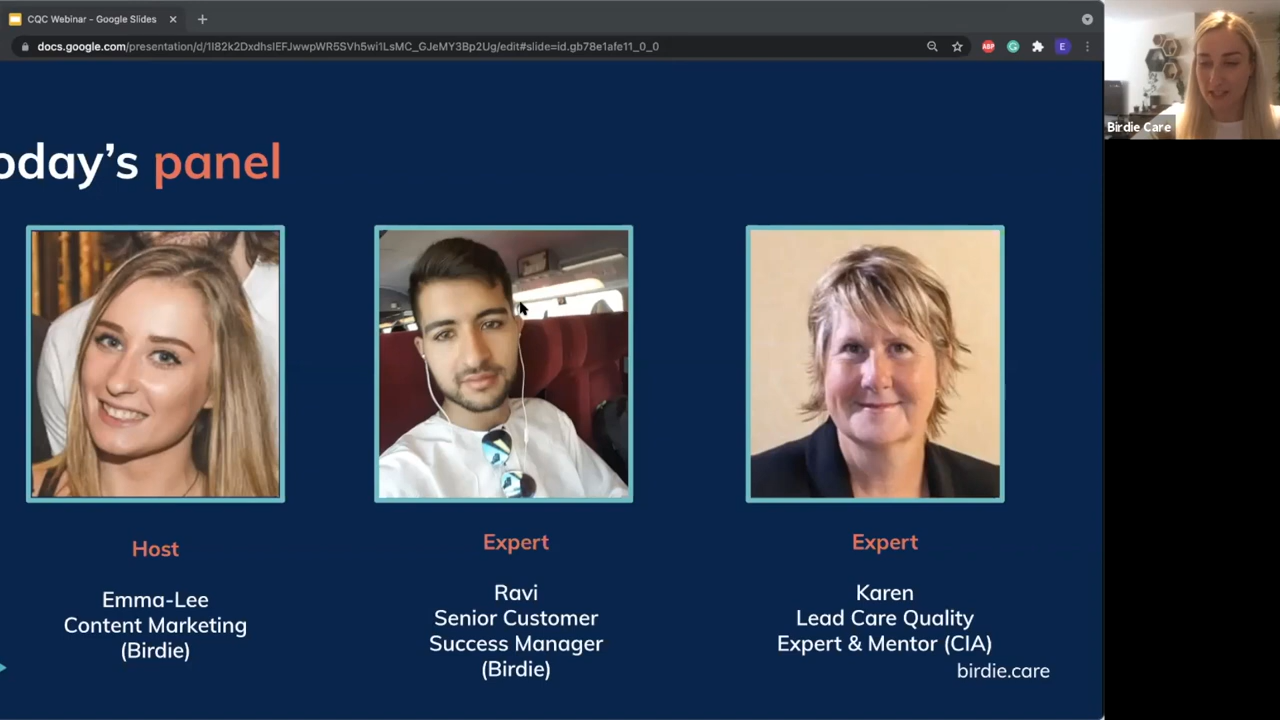 CQC Webinar - Google Slides
docs.google.com/presentation/d/1I82k2DxdhsIEFJwwpWR5SVh5wi1LsMC_GJeMY3Bp2Ug/edit#slide=id.gb78e1afe11_0_0
ABP
E
Birdie Care
oday's panel
Host
Emma-Lee
Content Marketing
(Birdie)
Expert
Ravi
Senior Customer
Success Manager
(Birdie)
Expert
Karen
Lead Care Quality
Expert & Mentor (CIA)
birdie.care